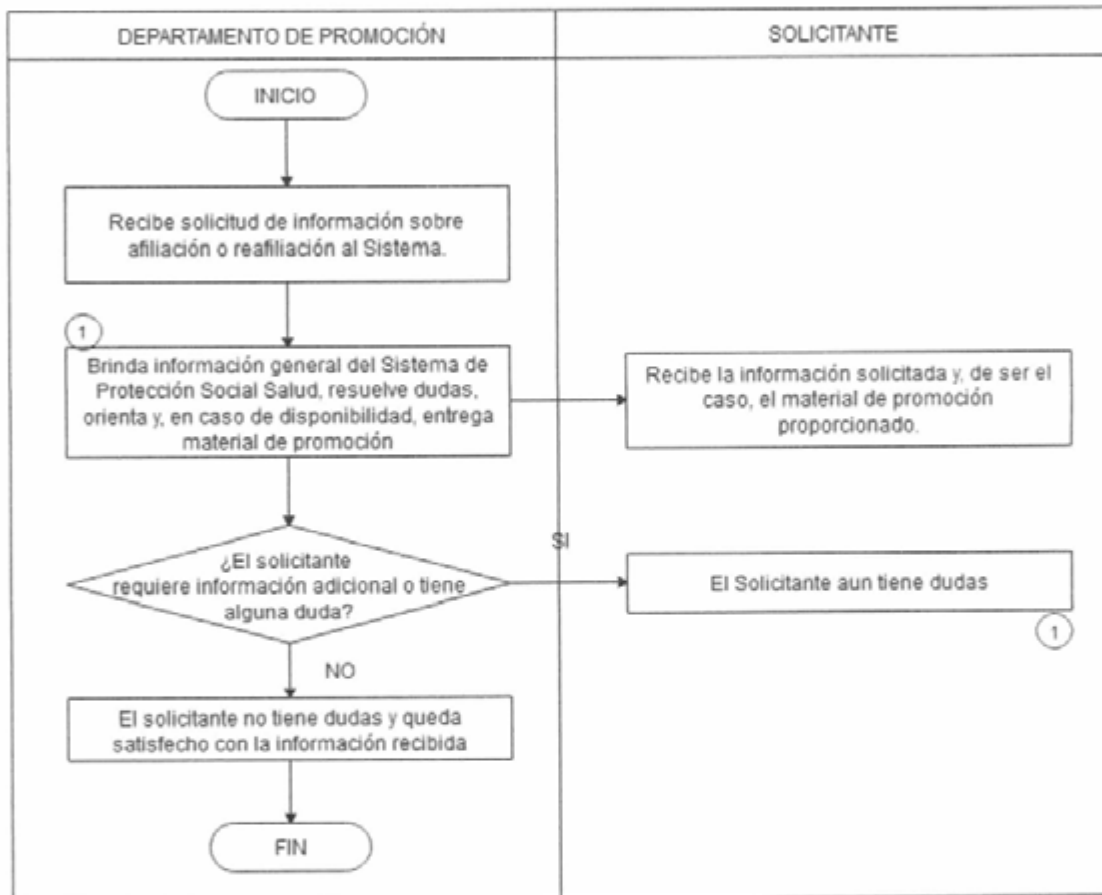 DEPARTAMENTO DE PROMOCIÓN
SOLICITANTE
INICIO
Recibe solicitud de información sobre
afiliación o reafiliación al Sistema.
1
Brinda información general del Sistema de
Protección Social Salud, resuelve dudas,
orienta y, en caso de disponibilidad, entrega
material de promoción
Recibe la información solicitada y, de ser el
caso, el material de promoción
proporcionado.
¿El solicitante
requiere información adicional o tiene
alguna duda?
SI
El Solicitante aun tiene dudas
1
NO
El solicitante no tiene dudas y queda
satisfecho con la información recibida
FIN